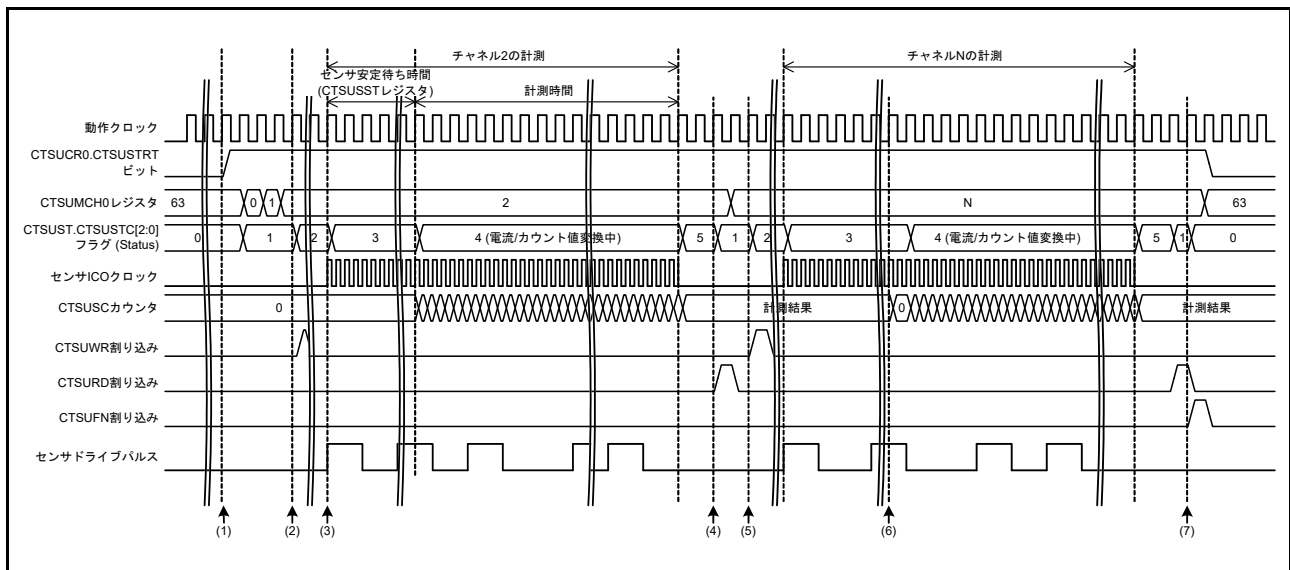 チャネル2の計測
チャネルNの計測
センサ安定待ち時間
(CTSUSSTレジスタ)
計測時間
動作クロック
CTSUCR0.CTSUSTRT
ビット
CTSUMCH0レジスタ
63
0
1
2
N
63
CTSUST.CTSUSTC[2:0]
フラグ (Status)
0
1
2
3
4 (電流/カウント値変換中)
5
1
2
3
4 (電流/カウント値変換中)
5
1
0
センサICOクロック
CTSUSCカウンタ
0
計測結果
0
計測結果
CTSUWR割り込み
CTSURD割り込み
CTSUFN割り込み
センサドライブパルス
(1)
(2)
(3)
(4)
(5)
(6)
(7)